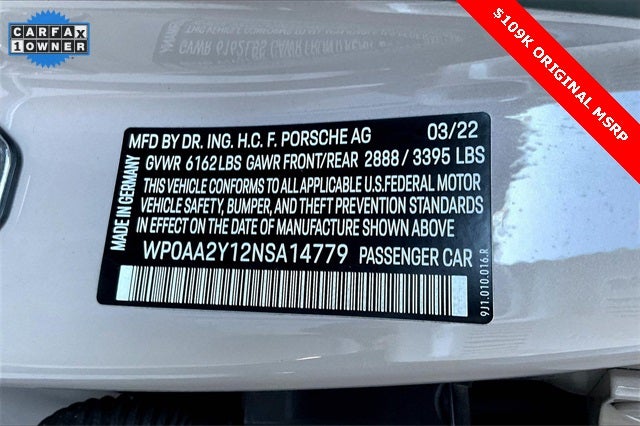 CARFAX
1 OWNER
$109K ORIGINAL MSRP
MFD BY DR. ING. H.C. F. PORSCHE AG 03/22
GVWR 6162 LBS GAWR FRONT/REAR 2888 / 3395 LBS
THIS VEHICLE CONFORMS TO ALL APPLICABLE U.S.FEDERAL MOTOR
VEHICLE SAFETY, BUMPER, AND THEFT PREVENTION STANDARDS
IN EFFECT ON THE DATE OF MANUFACTURE SHOWN ABOVE
WP0AA2Y12NSA14779 PASSENGER CAR
MADE IN GERMANY
9J1.010.016.R